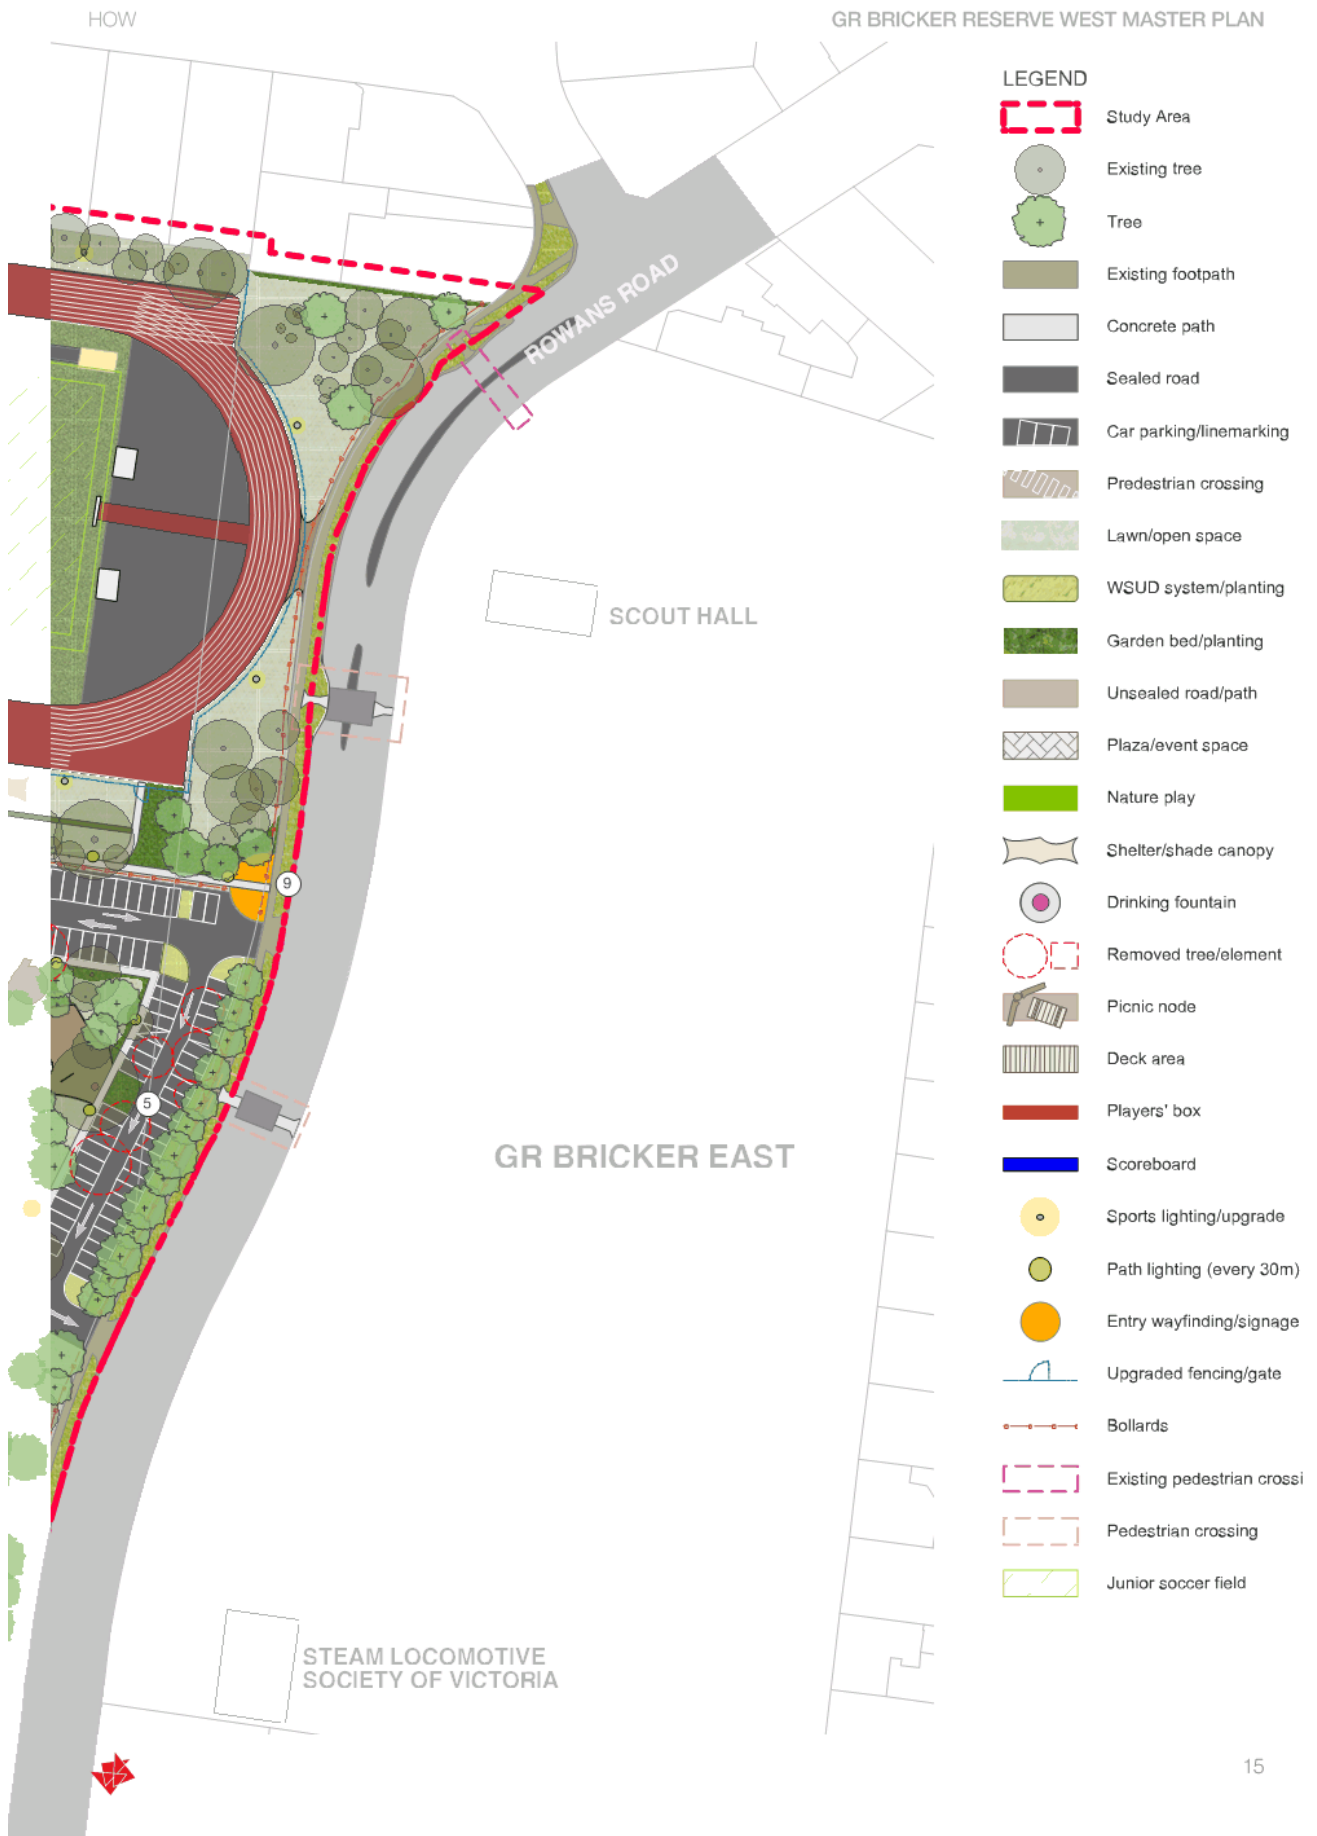 HOW
GR BRICKER RESERVE WEST MASTER PLAN
LEGEND
Study Area
Existing tree
Tree
Existing footpath
Concrete path
Sealed road
Car parking/linemarking
Predestrian crossing
Lawn/open space
WSUD system/planting
Garden bed/planting
Unsealed road/path
Plaza/event space
Nature play
Shelter/shade canopy
Drinking fountain
Removed tree/element
Picnic node
Deck area
Players' box
Scoreboard
Sports lighting/upgrade
Path lighting (every 30m)
Entry wayfinding/signage
Upgraded fencing/gate
Bollards
Existing pedestrian crossi
Pedestrian crossing
Junior soccer field
ROWANS ROAD
SCOUT HALL
9
5
GR BRICKER EAST
STEAM LOCOMOTIVE
SOCIETY OF VICTORIA
15